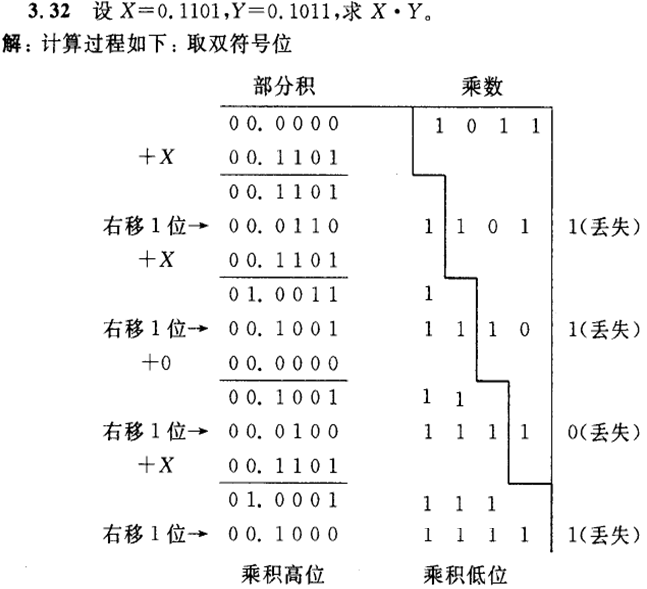 3.32 设 X=0.1101,Y=0.1011,求 X·Y。
解：计算过程如下：取双符号位
部分积 乘数
00.0000 1 0 1 1
+X 00.1101
00.1101
右移1位→ 00.0110 1 1 0 1 1(丢失)
+X 00.1101
01.0011 1
右移1位→ 00.1001 1 1 1 0 1(丢失)
+0 00.0000
00.1001 1 1
右移1位→ 00.0100 1 1 1 1 0(丢失)
+X 00.1101
01.0001 1 1 1
右移1位→ 00.1000 1 1 1 1 1(丢失)
乘积高位 乘积低位